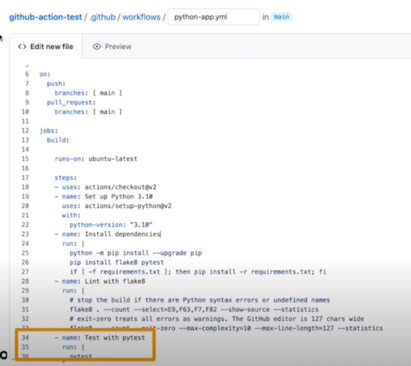 github-action-test / .github / workflows / python-app.yml in main
<> Edit new file Preview
6 on:
7 push:
8 branches: [ main ]
9 pull_request:
10 branches: [ main ]
11
12 jobs:
13 build:
14
15 runs-on: ubuntu-latest
16
17 steps:
18 - uses: actions/checkout@v2
19 - name: Set up Python 3.10
20 uses: actions/setup-python@v2
21 with:
22 python-version: "3.10"
23 - name: Install dependencies
24 run: |
25 python -m pip install --upgrade pip
26 pip install flake8 pytest
27 if [ -f requirements.txt ]; then pip install -r requirements.txt; fi
28 - name: Lint with flake8
29 run: |
30 # stop the build if there are Python syntax errors or undefined names
31 flake8 . --count --select=E9,F63,F7,F82 --show-source --statistics
32 # exit-zero treats all errors as warnings. The GitHub editor is 127 chars wide
33 flake8 . --count --exit-zero --max-complexity=10 --max-line-length=127 --statistics
34 - name: Test with pytest
35 run: |
36 pytest